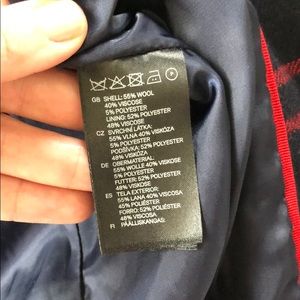 GB SHELL: 55% WOOL
40% VISCOSE
5% POLYESTER
LINING: 52% POLYESTER
48% VISCOSE
CZ SVRCHNÍ LÁTKA:
55% VLNA 40% VISKÓZA
5% POLYESTER
PODŠÍVKA: 52% POLYESTER
48% VISKÓZA
DE OBERMATERIAL:
55% WOLLE 40% VISKOSE
5% POLYESTER
FUTTER: 52% POLYESTER
48% VISKOSE
ES TELA EXTERIOR:
55% LANA 40% VISCOSA
5% POLIÉSTER
FORRO: 52% POLIÉSTER
48% VISCOSA
FI PÄÄLLISKANGAS: